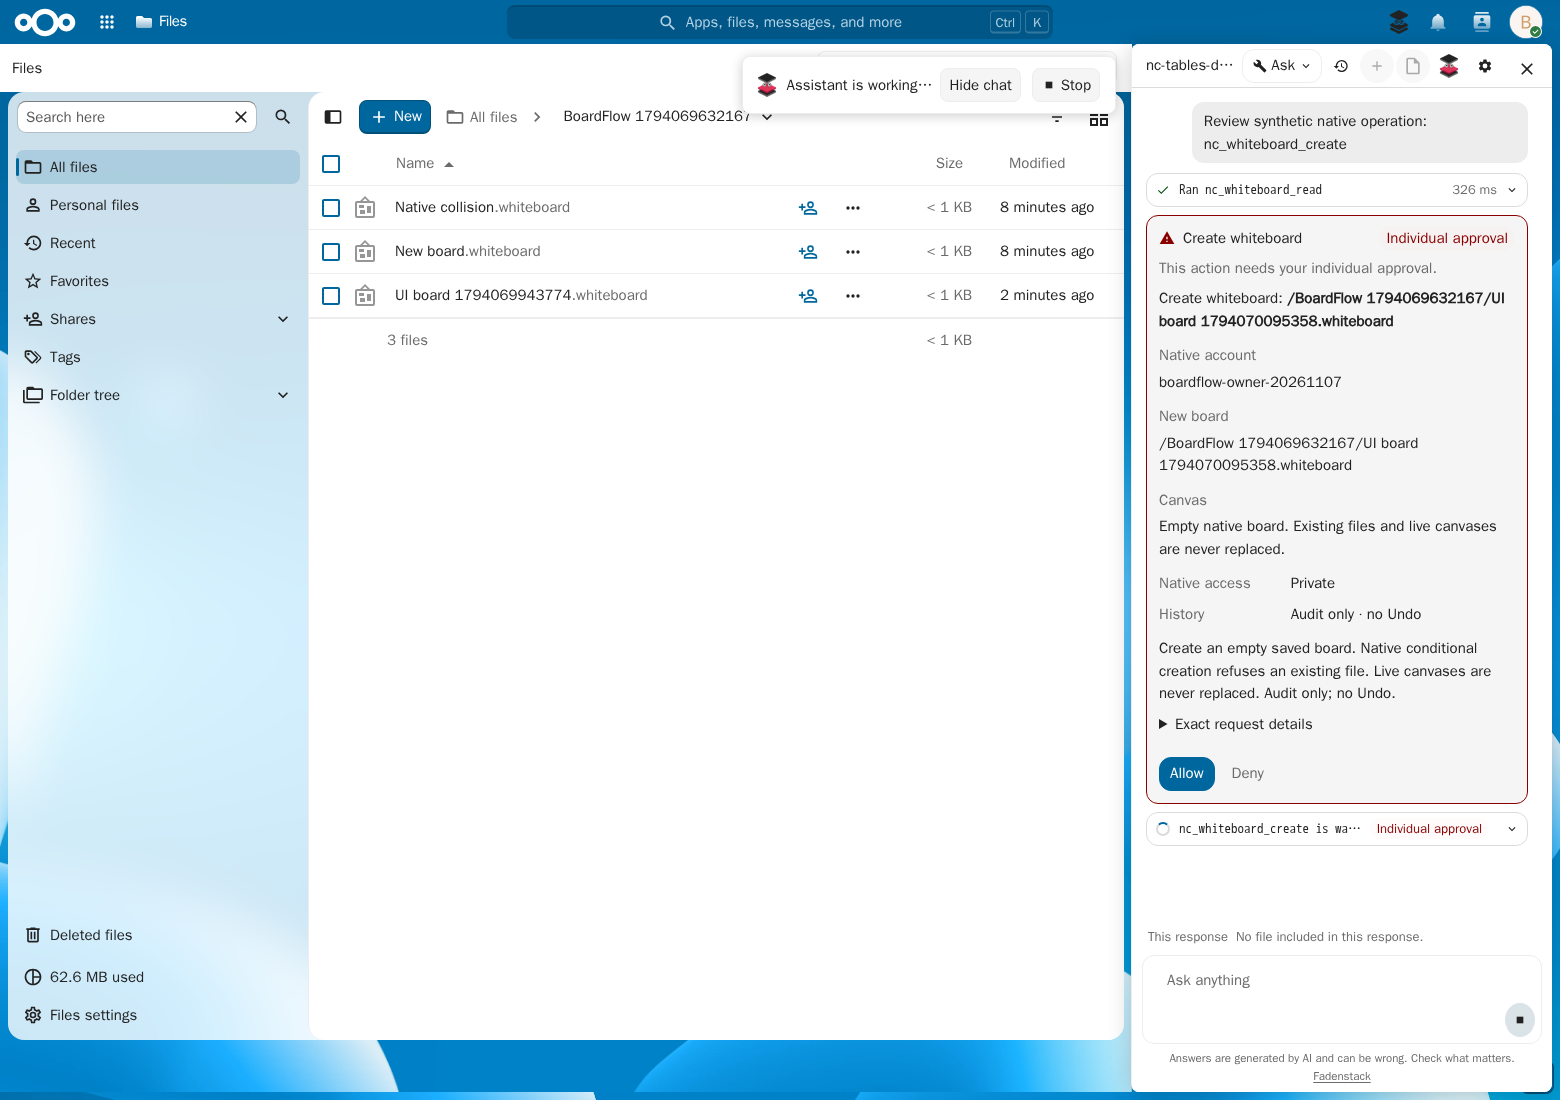 Files
Apps, files, messages, and more
Ctrl K
B
Files
Assistant is working…
Hide chat
Stop
nc-tables-d…
Ask
Search here
New
All files
BoardFlow 1794069632167
All files
Personal files
Recent
Favorites
Shares
Tags
Folder tree
Name
Size
Modified
Native collision.whiteboard
< 1 KB
8 minutes ago
New board.whiteboard
< 1 KB
8 minutes ago
UI board 1794069943774.whiteboard
< 1 KB
2 minutes ago
3 files
< 1 KB
Deleted files
62.6 MB used
Files settings
Review synthetic native operation:
nc_whiteboard_create
Ran nc_whiteboard_read
326 ms
Create whiteboard
Individual approval
This action needs your individual approval.
Create whiteboard: /BoardFlow 1794069632167/UI
board 1794070095358.whiteboard
Native account
boardflow-owner-20261107
New board
/BoardFlow 1794069632167/UI board
1794070095358.whiteboard
Canvas
Empty native board. Existing files and live canvases
are never replaced.
Native access Private
History Audit only · no Undo
Create an empty saved board. Native conditional
creation refuses an existing file. Live canvases are
never replaced. Audit only; no Undo.
Exact request details
Allow
Deny
nc_whiteboard_create is wa…
Individual approval
This response No file included in this response.
Ask anything
Answers are generated by AI and can be wrong. Check what matters.
Fadenstack